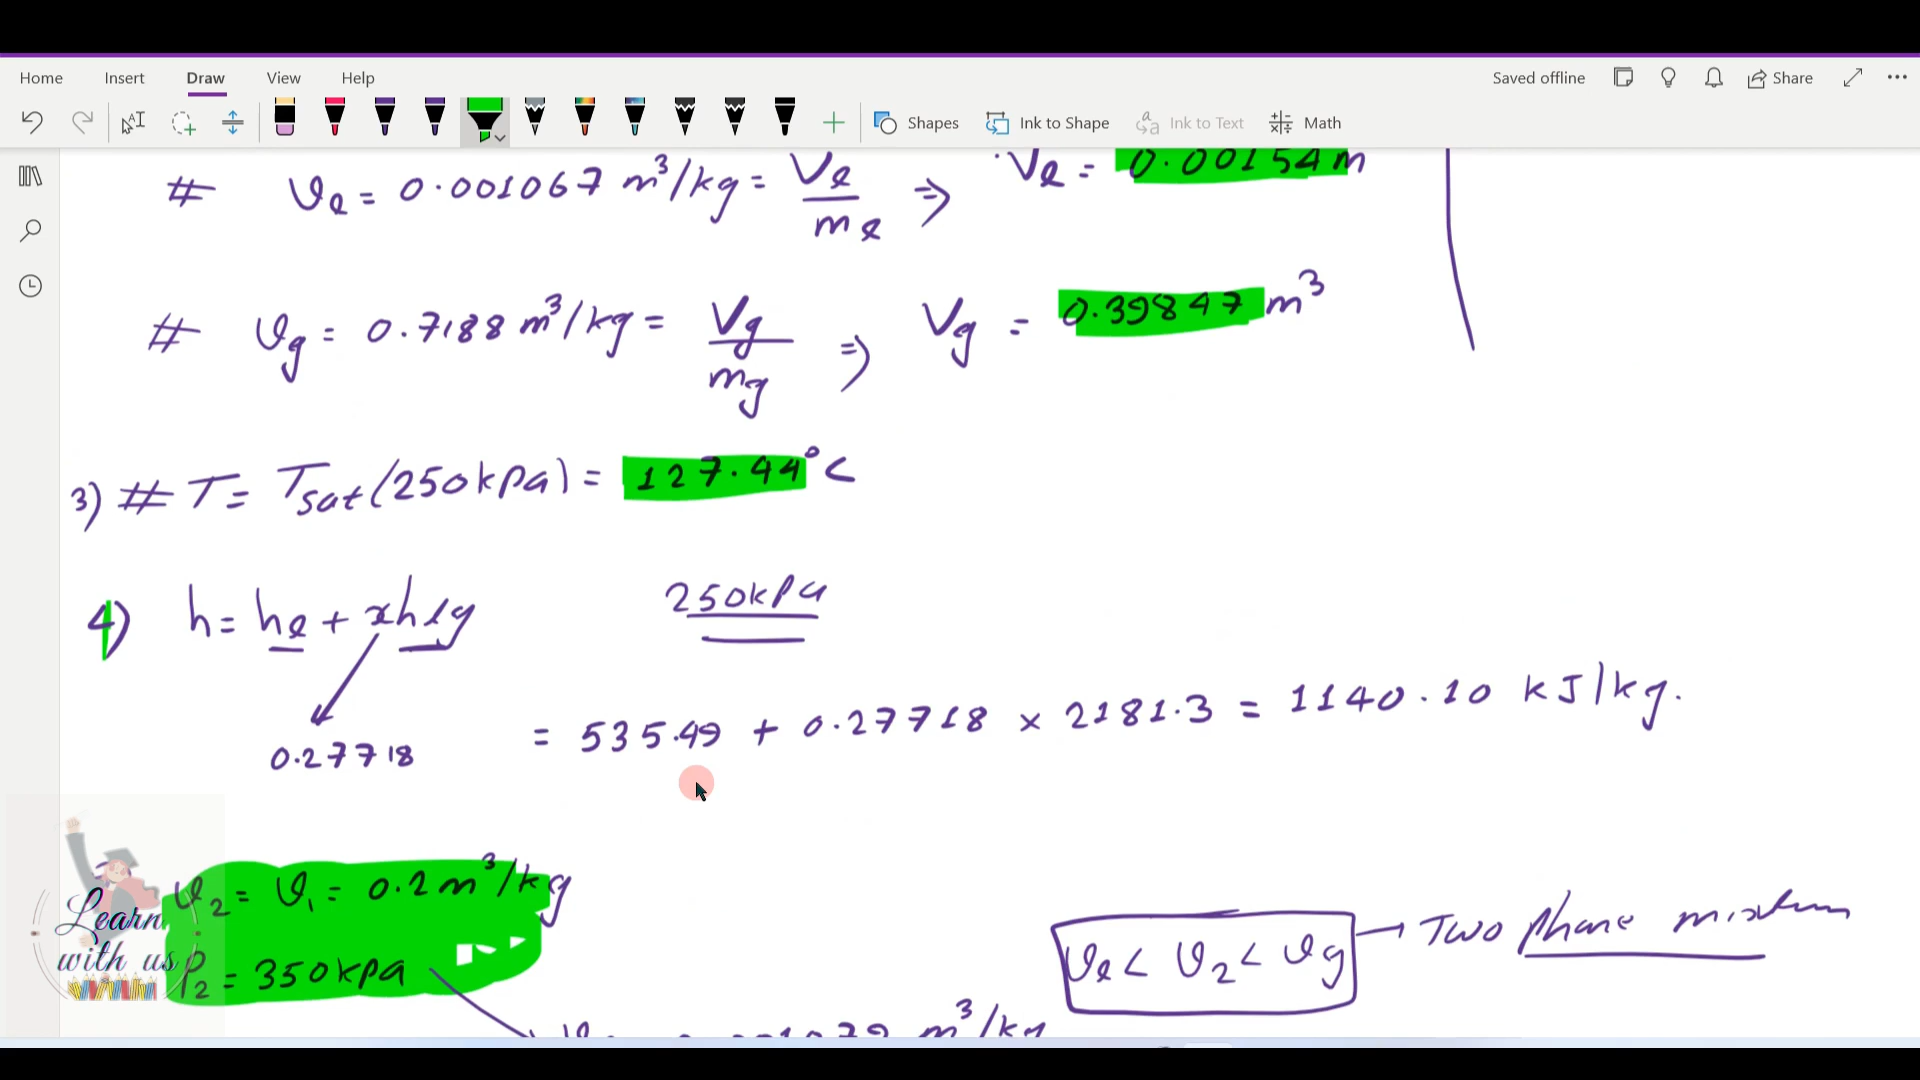 Home Insert Draw View Help Saved offline Share
Shapes Ink to Shape Ink to Text Math
# v_l = 0.001067 m³/kg = V_l/m_l ⇒ V_l = 0.00154 m
# v_g = 0.7188 m³/kg = V_g/m_g ⇒ V_g = 0.39847 m³
3) # T = T_sat(250kPa) = 127.44°C
4) h = h_l + x h_lg 250kPa
= 535.49 + 0.27718 × 2181.3 = 1140.10 kJ/kg.
0.27718
v_2 = v_1 = 0.2 m³/kg
P_2 = 350kPa
v_l < v_2 < v_g → Two phase mixture
m³/kg
Learn
with us